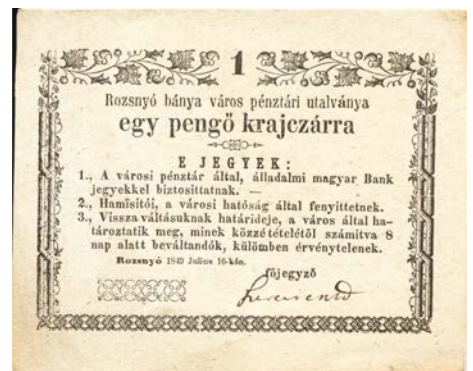 1
Rozsnyó bánya város pénztári utalványa
egy pengő krajczárra
E JEGYEK:
1., A városi pénztár által, álladalmi magyar Bank
jegyekkel biztosittatnak. —
2., Hamisítói, a városi hatóság által fenyittetnek.
3., Vissza váltásuknak határideje, a város által ha-
tároztatik meg, minek közzétételétől számitva 8
nap alatt beváltandók, külömben érvénytelenek.
Rozsnyó 1849 Julius 16-kán.
főjegyző